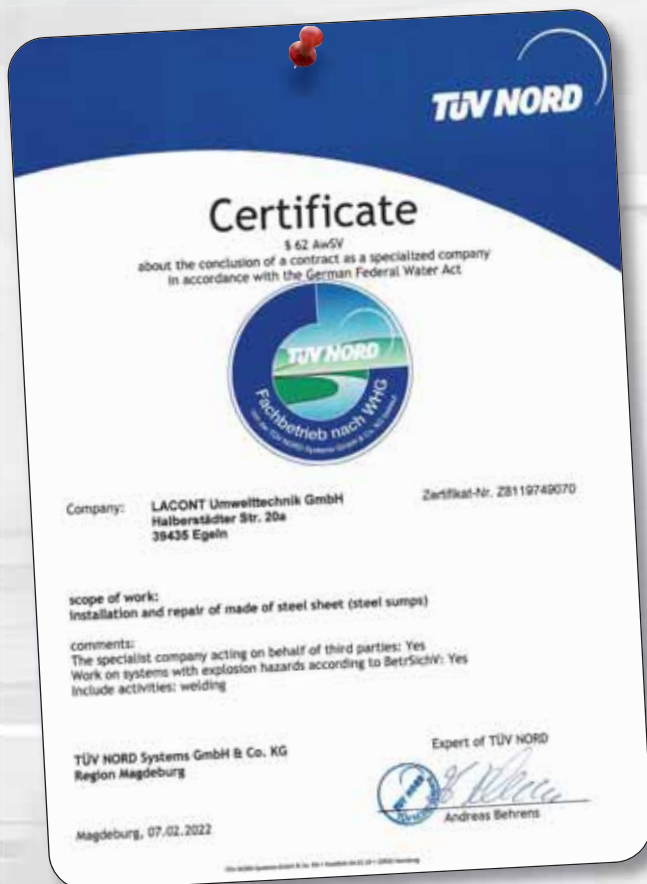 TÜV NORD
Certificate
§ 62 AwSV
about the conclusion of a contract as a specialized company
in accordance with the German Federal Water Act
TÜV NORD
Fachbetrieb nach WHG
Company:
LACONT Umwelttechnik GmbH
Halberstädter Str. 20a
39435 Egeln
Zertifikat-Nr. Z8119749070
scope of work:
Installation and repair of made of steel sheet (steel sumps)
comments:
The specialist company acting on behalf of third parties: Yes
Work on systems with explosion hazards according to BetrSichV: Yes
Include activities: welding
TÜV NORD Systems GmbH & Co. KG
Region Magdeburg
Expert of TÜV NORD
TÜV NORD
Andreas Behrens
Magdeburg, 07.02.2022